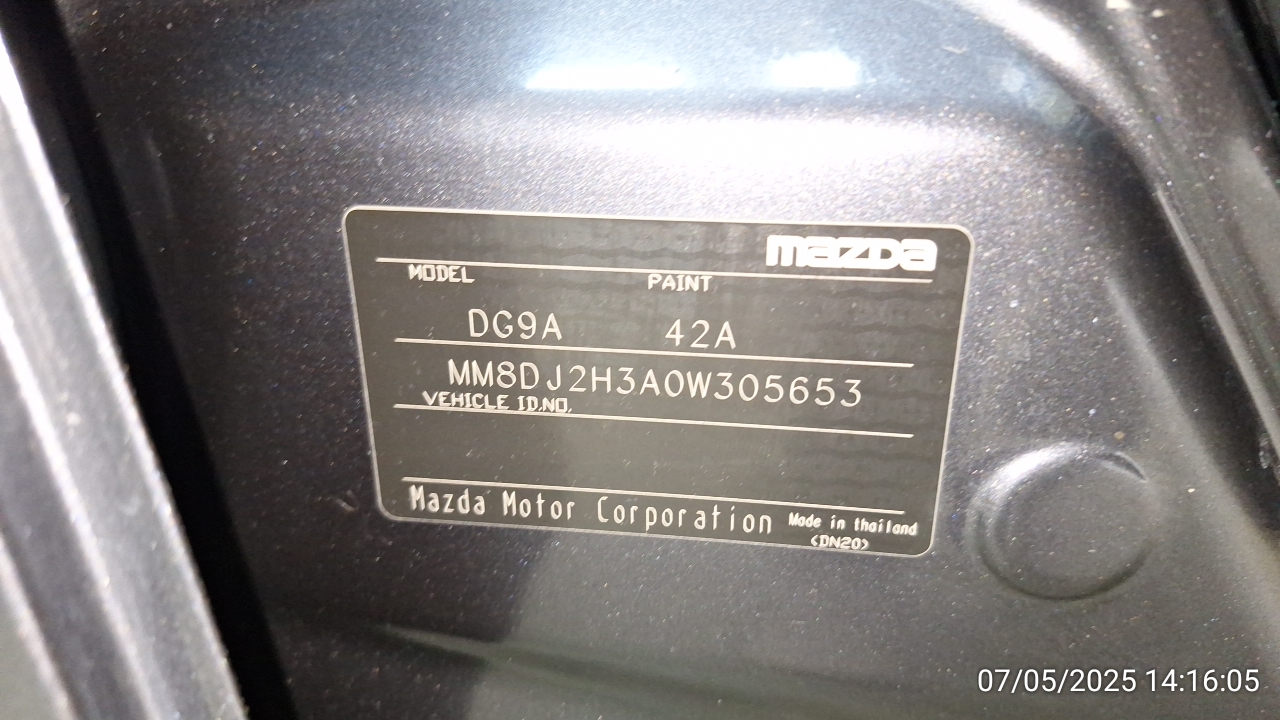 mazda
MODEL PAINT
DG9A 42A
MM8DJ2H3A0W305653
VEHICLE ID.NO.
Mazda Motor Corporation Made in thailand
<DN20>
07/05/2025 14:16:05